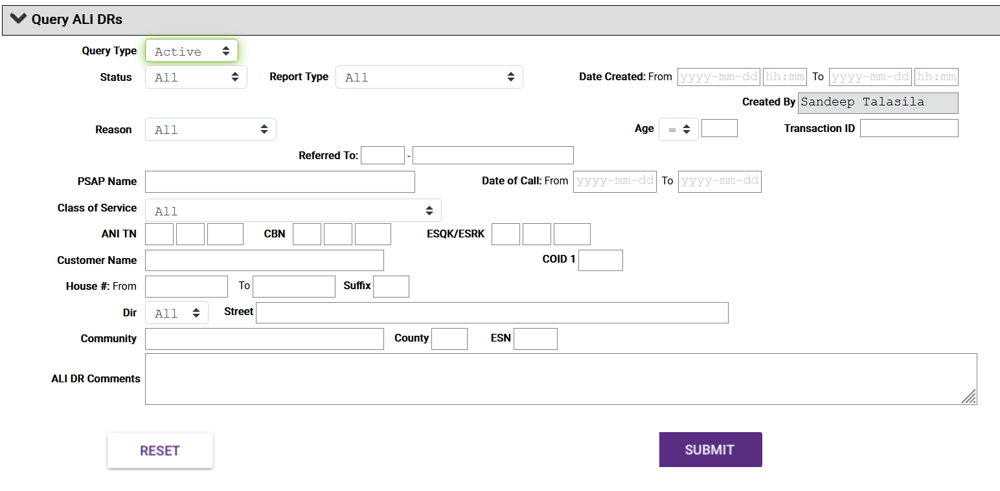 Query ALI DRs
Query Type Active
Status All Report Type All Date Created: From yyyy-mm-dd hh:mm To yyyy-mm-dd hh:mm
Created By Sandeep Talasila
Reason All Age = Transaction ID
Referred To: -
PSAP Name Date of Call: From yyyy-mm-dd To yyyy-mm-dd
Class of Service All
ANI TN CBN ESQK/ESRK
Customer Name COID 1
House #: From To Suffix
Dir All Street
Community County ESN
ALI DR Comments
RESET SUBMIT